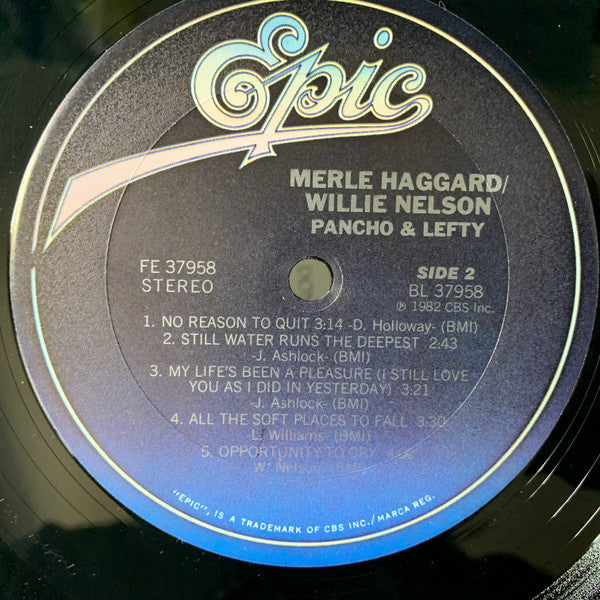 Epic
MERLE HAGGARD/
WILLIE NELSON
PANCHO & LEFTY
FE 37958
STEREO
SIDE 2
BL 37958
℗ 1982 CBS Inc.
1. NO REASON TO QUIT 3:14 -D. Holloway- (BMI)
2. STILL WATER RUNS THE DEEPEST 2:43
-J. Ashlock- (BMI)
3. MY LIFE'S BEEN A PLEASURE (I STILL LOVE
YOU AS I DID IN YESTERDAY) 3:21
-J. Ashlock- (BMI)
4. ALL THE SOFT PLACES TO FALL 3:30
-L. Williams- (BMI)
5. OPPORTUNITY TO CRY
W. Nelson- (BMI)
"EPIC", IS A TRADEMARK OF CBS INC./MARCA REG.